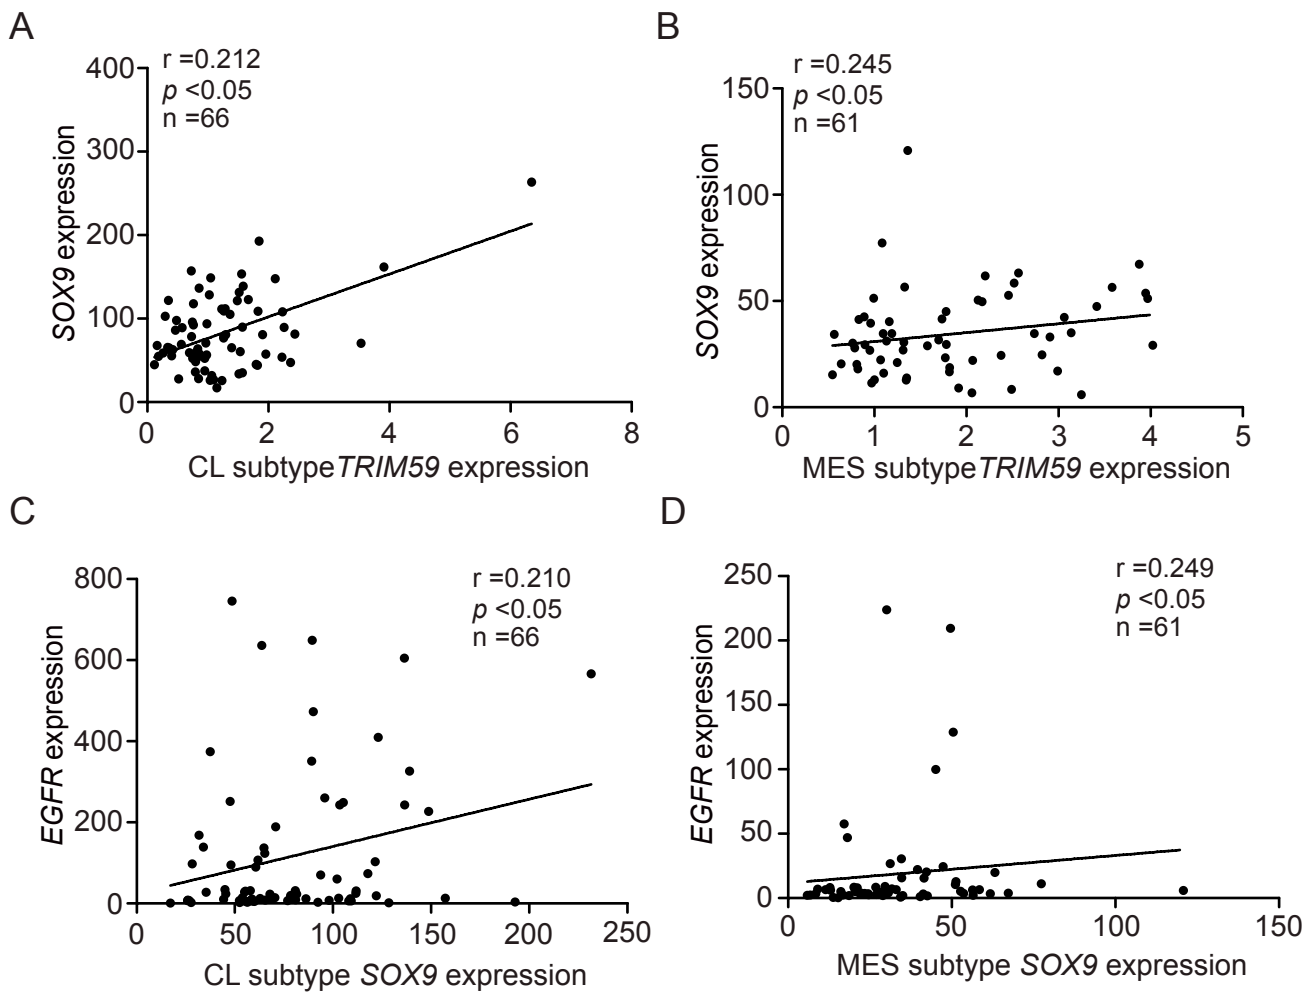 A
r =0.212
p <0.05
n =66
400
300
200
100
0
SOX9 expression
0 2 4 6 8
CL subtypeTRIM59 expression
B
r =0.245
p <0.05
n =61
150
100
50
0
SOX9 expression
0 1 2 3 4 5
MES subtypeTRIM59 expression
C
r =0.210
p <0.05
n =66
800
600
400
200
0
EGFR expression
0 50 100 150 200 250
CL subtype SOX9 expression
D
r =0.249
p <0.05
n =61
250
200
150
100
50
0
EGFR expression
0 50 100 150
MES subtype SOX9 expression